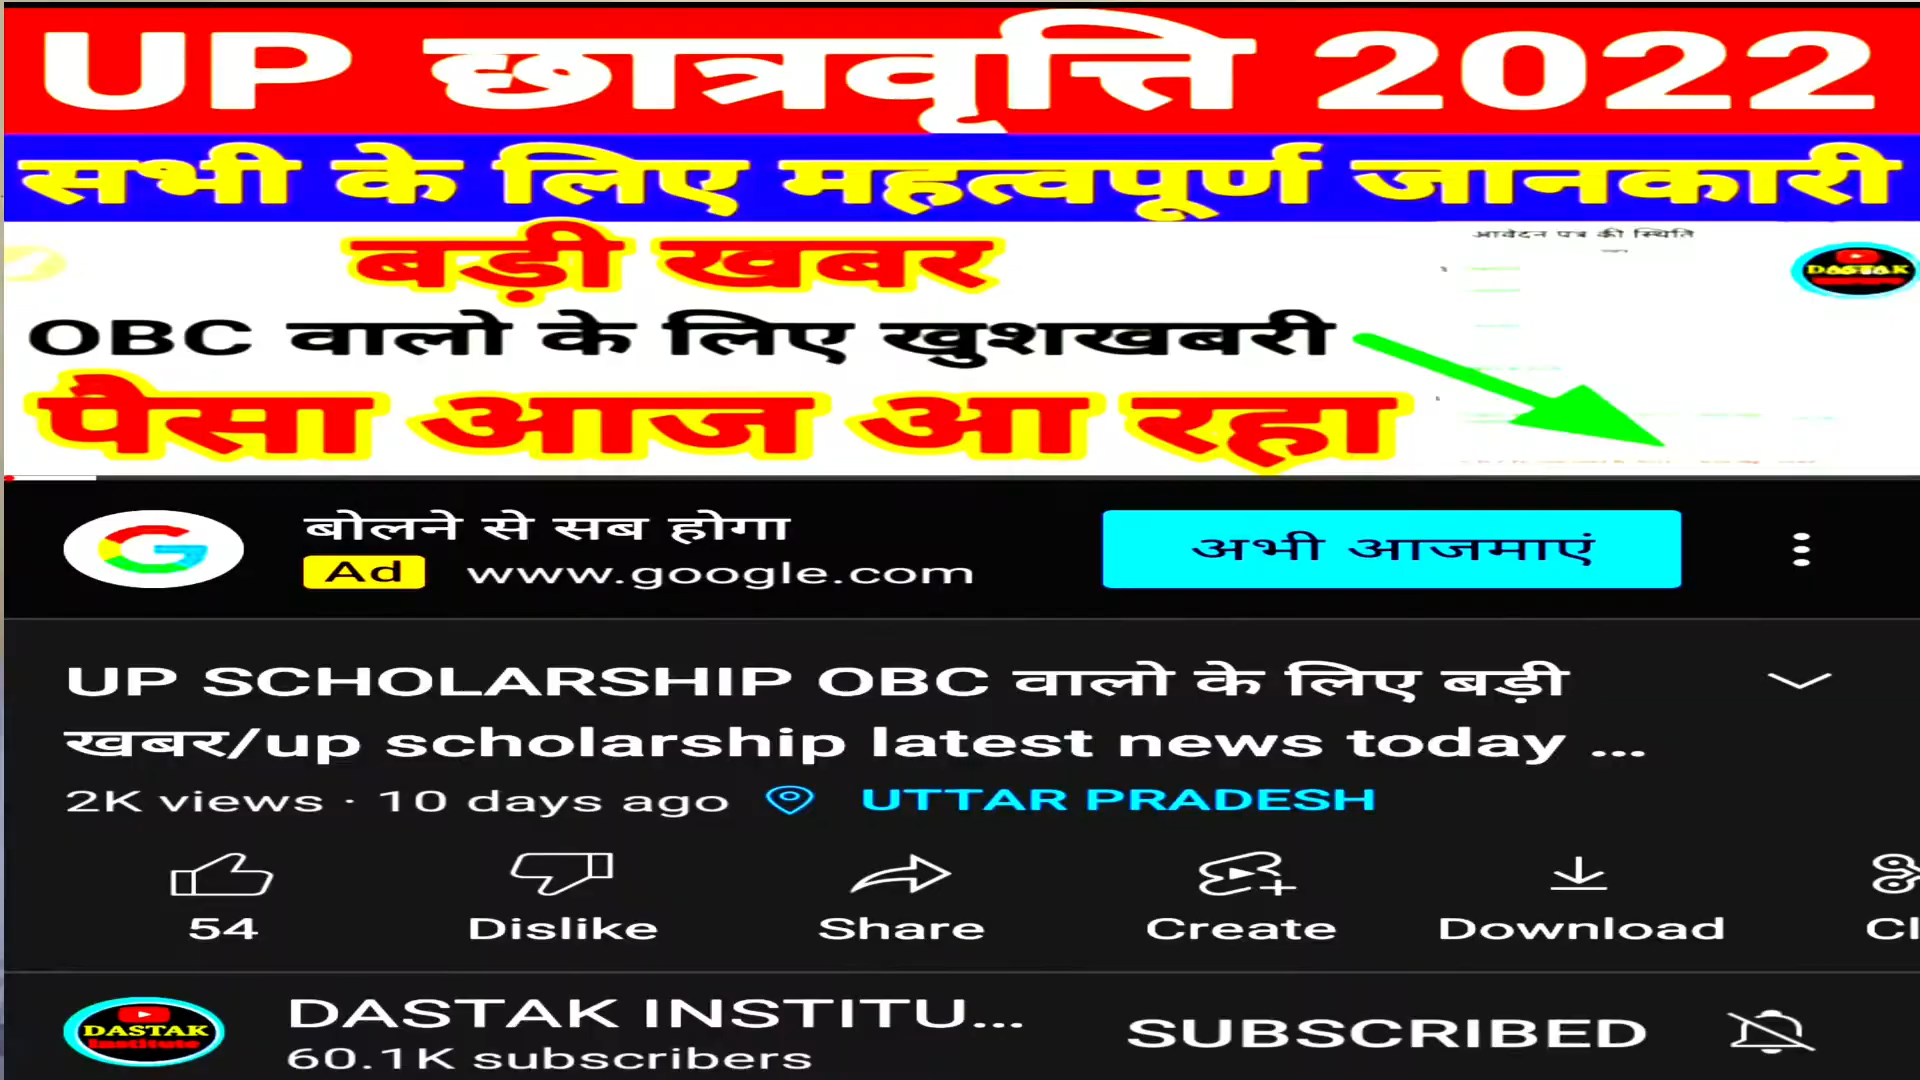 UP छात्रवृत्ति 2022
सभी के लिए महत्वपूर्ण जानकारी
आवेदन पत्र की स्थिति
बड़ी खबर
DASTAK
OBC वालो के लिए खुशखबरी
पैसा आज आ रहा
बोलने से सब होगा
अभी आजमाएं
Ad www.google.com
UP SCHOLARSHIP OBC वालो के लिए बड़ी
खबर/up scholarship latest news today ...
2K views · 10 days ago UTTAR PRADESH
54 Dislike Share Create Download Cl
DASTAK INSTITU...
DASTAK
Institute
SUBSCRIBED
60.1K subscribers